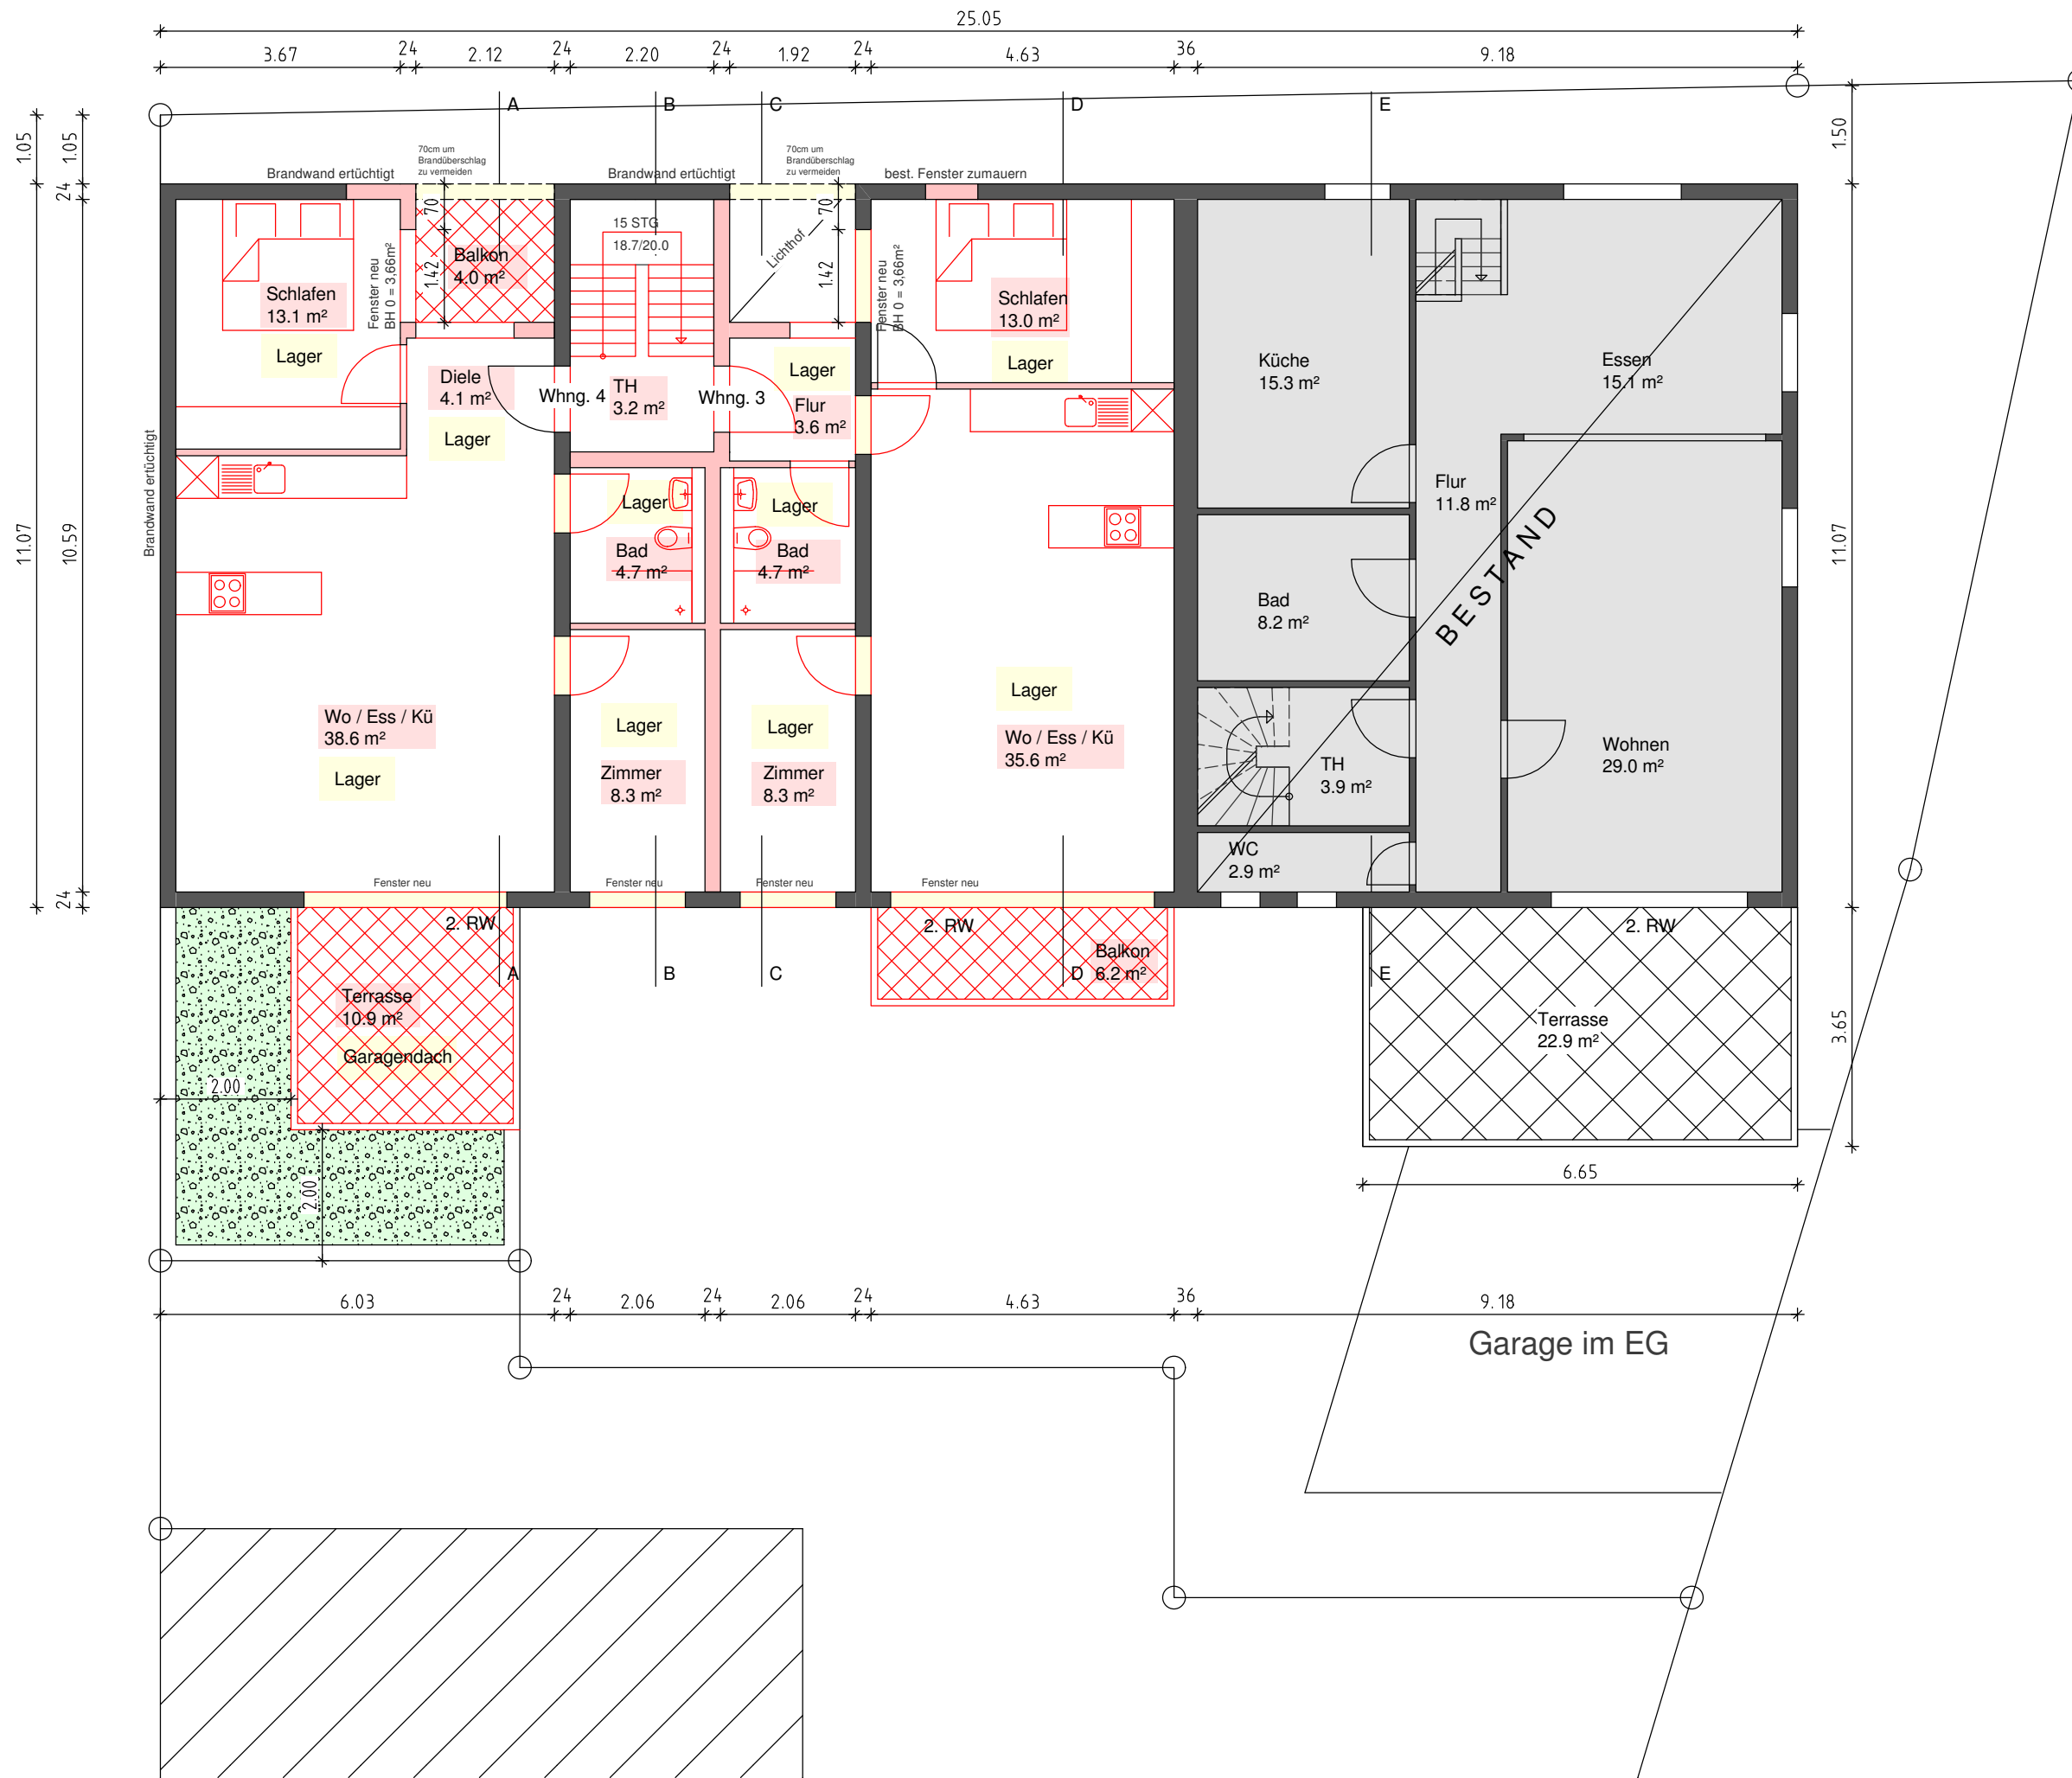 25.05
3.67
24
2.12
24
2.20
24
1.92
24
4.63
36
9.18
A
B
C
D
E
1.05
1.05
1.50
24
70cm um
Brandüberschlag
zu vermeiden
70cm um
Brandüberschlag
zu vermeiden
Brandwand ertüchtigt
Brandwand ertüchtigt
best. Fenster zumauern
70
1.42
70
1.42
15 STG
18.7/20.0
Lichthof
Balkon
4.0 m²
Fenster neu
BH 0 = 3,66m²
Fenster neu
BH 0 = 3,66m²
Schlafen
13.1 m²
Lager
Schlafen
13.0 m²
Lager
Diele
4.1 m²
Lager
Whng. 4
TH
3.2 m²
Whng. 3
Lager
Flur
3.6 m²
Küche
15.3 m²
Essen
15.1 m²
Brandwand ertüchtigt
11.07
10.59
11.07
Lager
Bad
4.7 m²
Lager
Bad
4.7 m²
Flur
11.8 m²
BESTAND
Bad
8.2 m²
Wo / Ess / Kü
38.6 m²
Lager
Lager
Zimmer
8.3 m²
Lager
Zimmer
8.3 m²
Lager
Wo / Ess / Kü
35.6 m²
TH
3.9 m²
Wohnen
29.0 m²
WC
2.9 m²
Fenster neu
Fenster neu
Fenster neu
Fenster neu
24
2. RW
2. RW
2. RW
Balkon
6.2 m²
A
B
C
D
E
Terrasse
10.9 m²
Garagendach
Terrasse
22.9 m²
3.65
2.00
2.00
6.65
6.03
24
2.06
24
2.06
24
4.63
36
9.18
Garage im EG